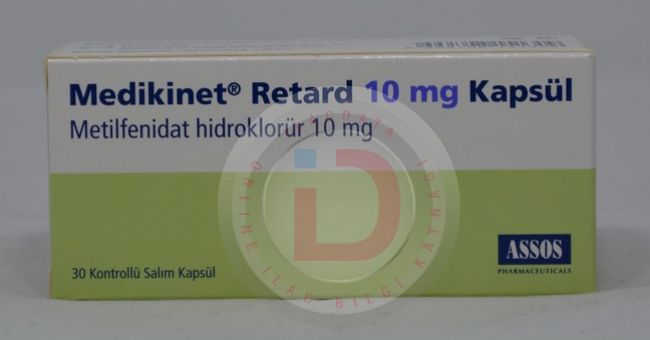 Medikinet® Retard 10 mg Kapsül
Metilfenidat hidroklorür 10 mg
30 Kontrollü Salım Kapsül
ASSOS
PHARMACEUTICALS
ONLINE İLAÇ BİLGİ KAYNAĞI